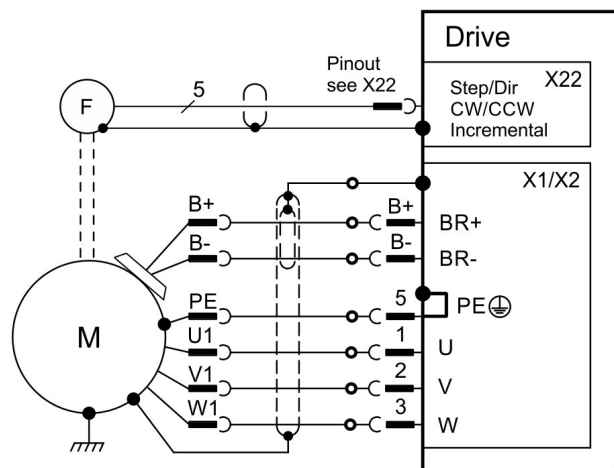 Drive
Pinout
see X22
X22
F
5
Step/Dir
CW/CCW
Incremental
X1/X2
B+
B+
BR+
B-
B-
BR-
PE
5
PE
M
U1
1
U
V1
2
V
W1
3
W